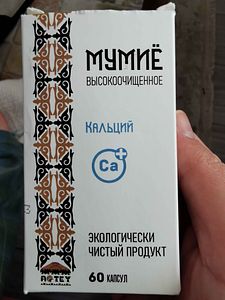 МУМИЁ
ВЫСОКООЧИЩЕННОЕ
КАЛЬЦИЙ
Ca
+
ЭКОЛОГИЧЕСКИ
ЧИСТЫЙ ПРОДУКТ
60 КАПСУЛ